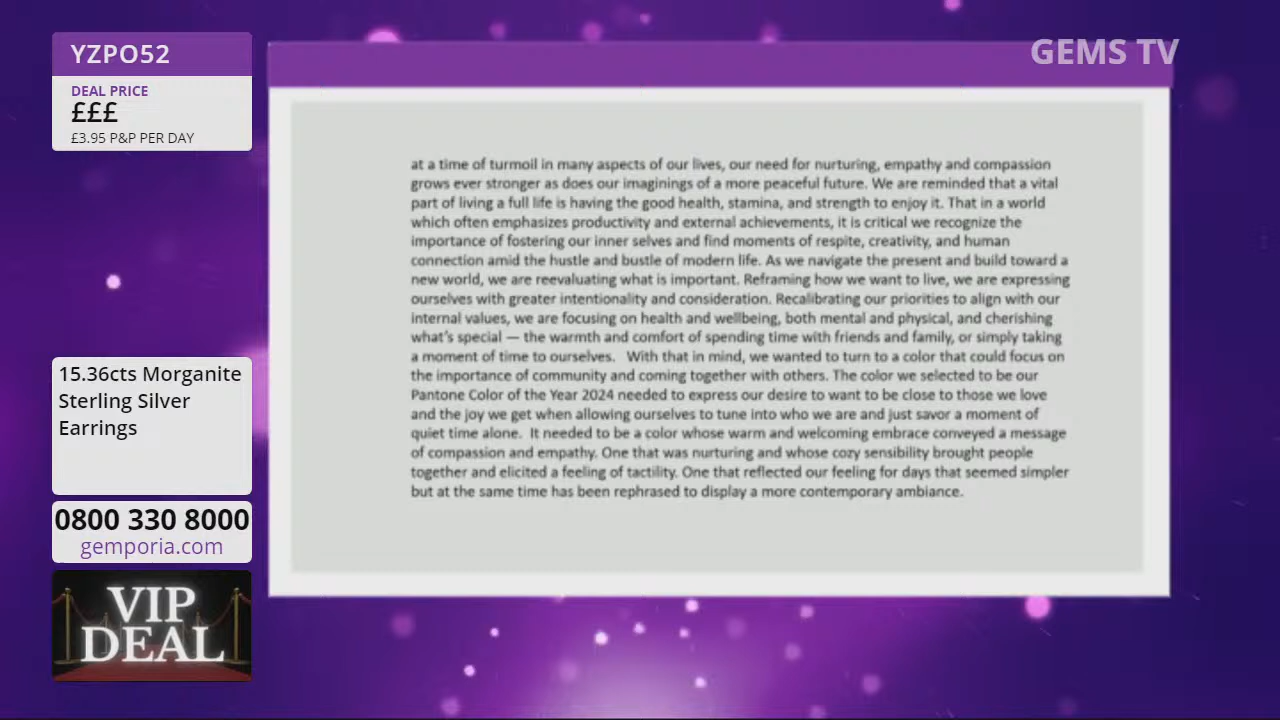 YZPO52
DEAL PRICE
£££
£3.95 P&P PER DAY
GEMS TV
at a time of turmoil in many aspects of our lives, our need for nurturing, empathy and compassion
grows ever stronger as does our imaginings of a more peaceful future. We are reminded that a vital
part of living a full life is having the good health, stamina, and strength to enjoy it. That in a world
which often emphasizes productivity and external achievements, it is critical we recognize the
importance of fostering our inner selves and find moments of respite, creativity, and human
connection amid the hustle and bustle of modern life. As we navigate the present and build toward a
new world, we are reevaluating what is important. Reframing how we want to live, we are expressing
ourselves with greater intentionality and consideration. Recalibrating our priorities to align with our
internal values, we are focusing on health and wellbeing, both mental and physical, and cherishing
what's special — the warmth and comfort of spending time with friends and family, or simply taking
a moment of time to ourselves.   With that in mind, we wanted to turn to a color that could focus on
the importance of community and coming together with others. The color we selected to be our
Pantone Color of the Year 2024 needed to express our desire to want to be close to those we love
and the joy we get when allowing ourselves to tune into who we are and just savor a moment of
quiet time alone.  It needed to be a color whose warm and welcoming embrace conveyed a message
of compassion and empathy. One that was nurturing and whose cozy sensibility brought people
together and elicited a feeling of tactility. One that reflected our feeling for days that seemed simpler
but at the same time has been rephrased to display a more contemporary ambiance.
15.36cts Morganite
Sterling Silver
Earrings
0800 330 8000
gemporia.com
VIP
DEAL